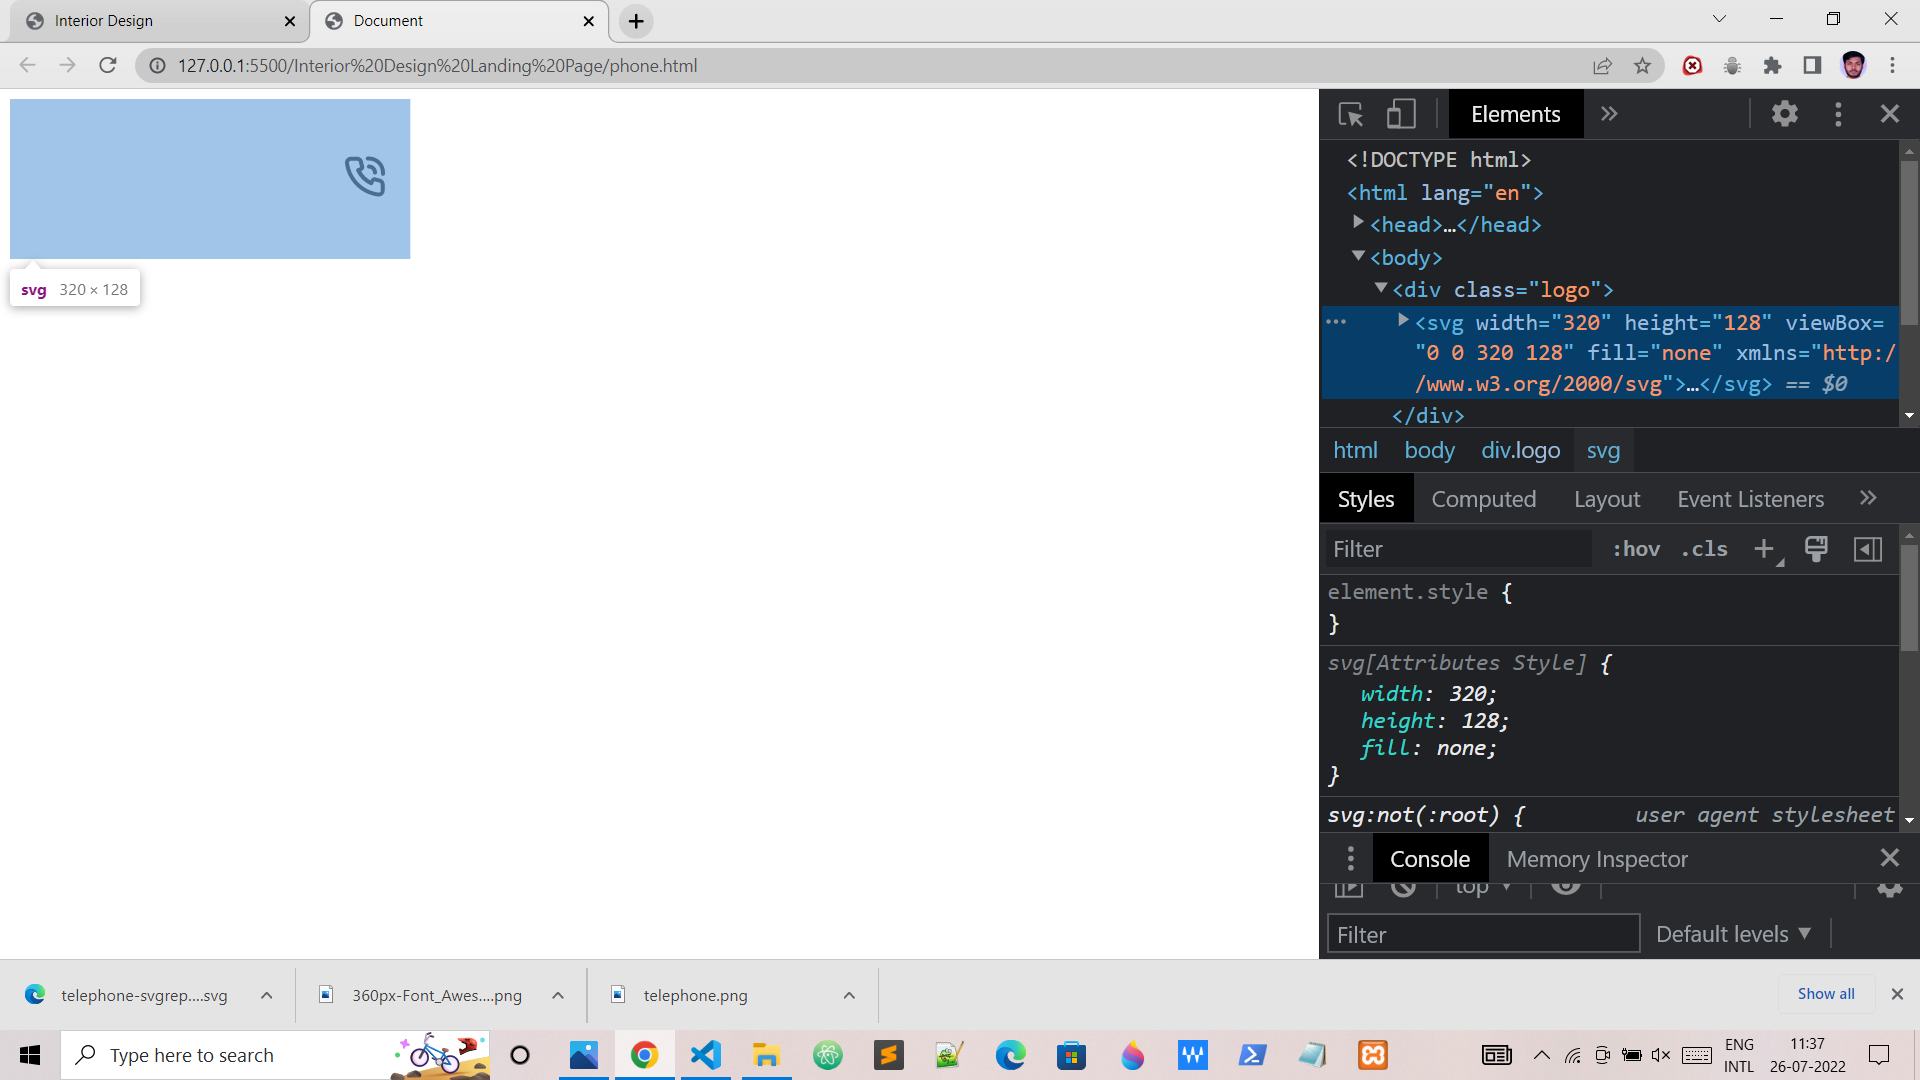 Interior Design
Document
127.0.0.1:5500/Interior%20Design%20Landing%20Page/phone.html
svg 320 × 128
Elements
<!DOCTYPE html>
<html lang="en">
<head>…</head>
<body>
<div class="logo">
<svg width="320" height="128" viewBox=
"0 0 320 128" fill="none" xmlns="http:/
/www.w3.org/2000/svg">…</svg> == $0
</div>
html body div.logo svg
Styles Computed Layout Event Listeners
Filter :hov .cls
element.style {
}
svg[Attributes Style] {
width: 320;
height: 128;
fill: none;
}
svg:not(:root) { user agent stylesheet
Console Memory Inspector
top
Filter Default levels
telephone-svgrep....svg
360px-Font_Awes....png
telephone.png
Show all
Type here to search
ENG
INTL
11:37
26-07-2022